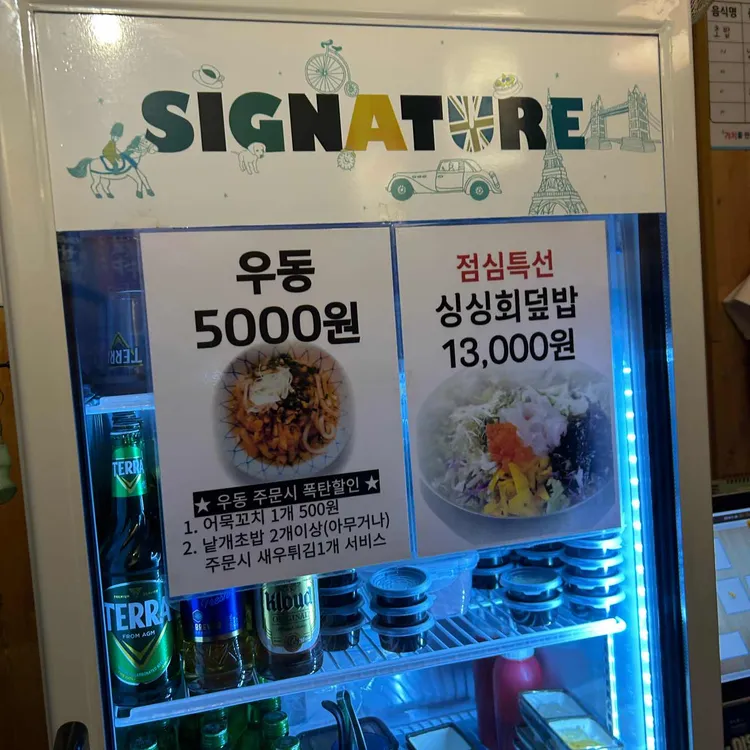 SIGNATURE
우동
5000원
★ 우동 주문시 폭탄할인 ★
1. 어묵꼬치 1개 500원
2. 낱개초밥 2개이상(아무거나)
주문시 새우튀김1개 서비스
점심특선
싱싱회덮밥
13,000원
음식명
초밥
TERRA
TERRA
TERRA
FROM AGM
Kloud